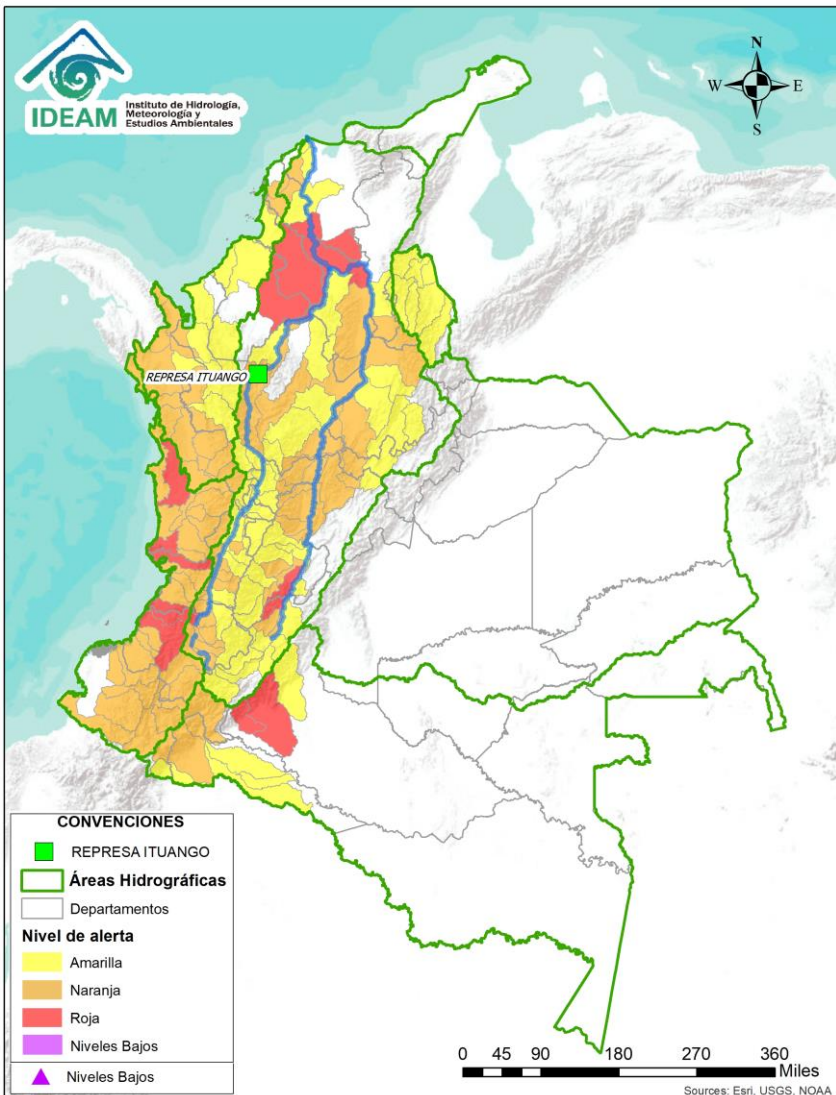 IDEAM
Instituto de Hidrología,
Meteorología y
Estudios Ambientales
N
W E
S
REPRESA ITUANGO
CONVENCIONES
REPRESA ITUANGO
Áreas Hidrográficas
Departamentos
Nivel de alerta
Amarilla
Naranja
Roja
Niveles Bajos
Niveles Bajos
0 45 90 180 270 360
Miles
Sources: Esri, USGS, NOAA